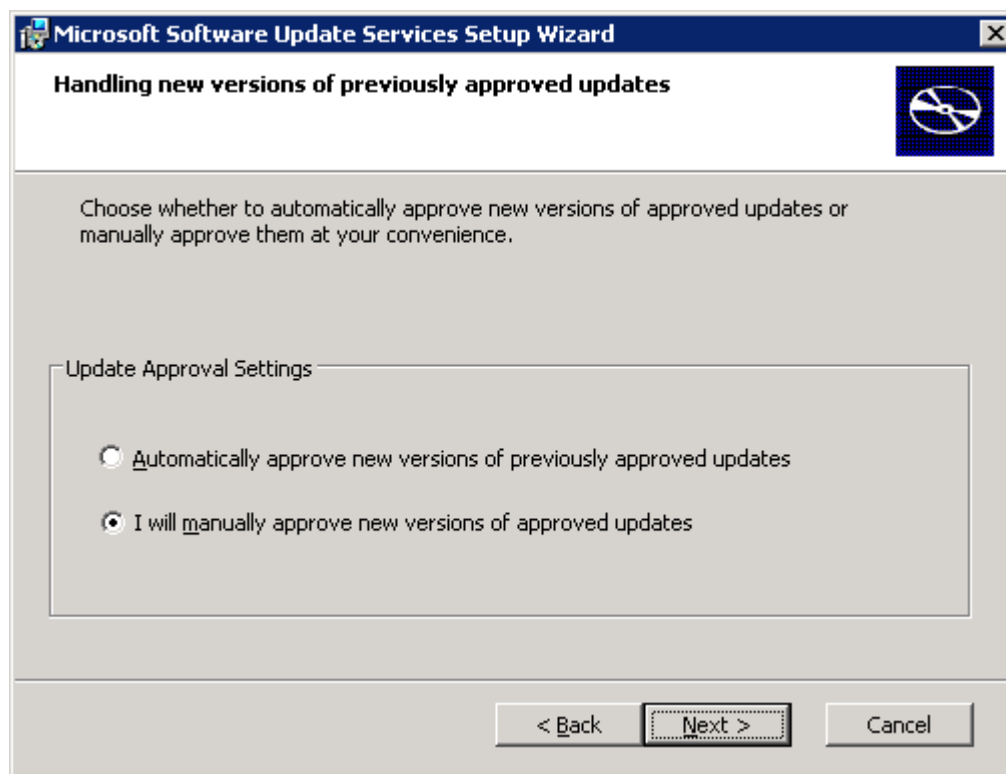 Microsoft Software Update Services Setup Wizard
Handling new versions of previously approved updates
Choose whether to automatically approve new versions of approved updates or
manually approve them at your convenience.
Update Approval Settings
Automatically approve new versions of previously approved updates
I will manually approve new versions of approved updates
< Back Next > Cancel